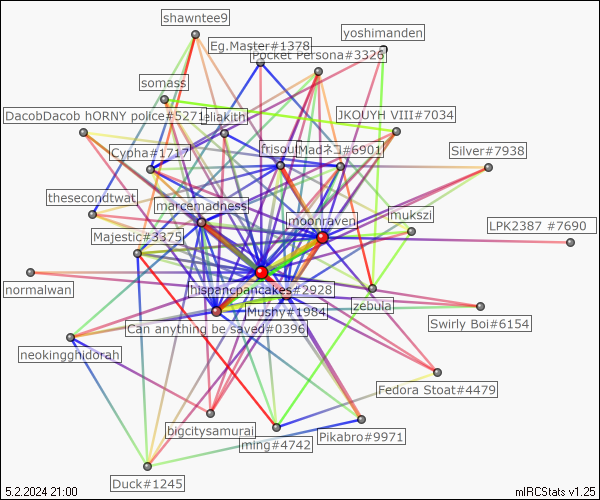 shawntee9
yoshimanden
Eg.Master#1378
Pocket Persona#3326
somass
DacobDacob hORNY police#5271
eliakith
JKOUYH VIII#7034
Cypha#1717
frisout
Madネコ#6901
Silver#7938
thesecondtwat
marcemadness
moonraven
mukszi
LPK2387 #7690
Majestic#3375
normalwan
hispancpancakes#2928
Mushy#1984
zebula
Can anything be saved#0396
Swirly Boi#6154
neokingghidorah
Fedora Stoat#4479
bigcitysamurai
ming#4742
Pikabro#9971
Duck#1245
5.2.2024 21:00
mIRCStats v1.25